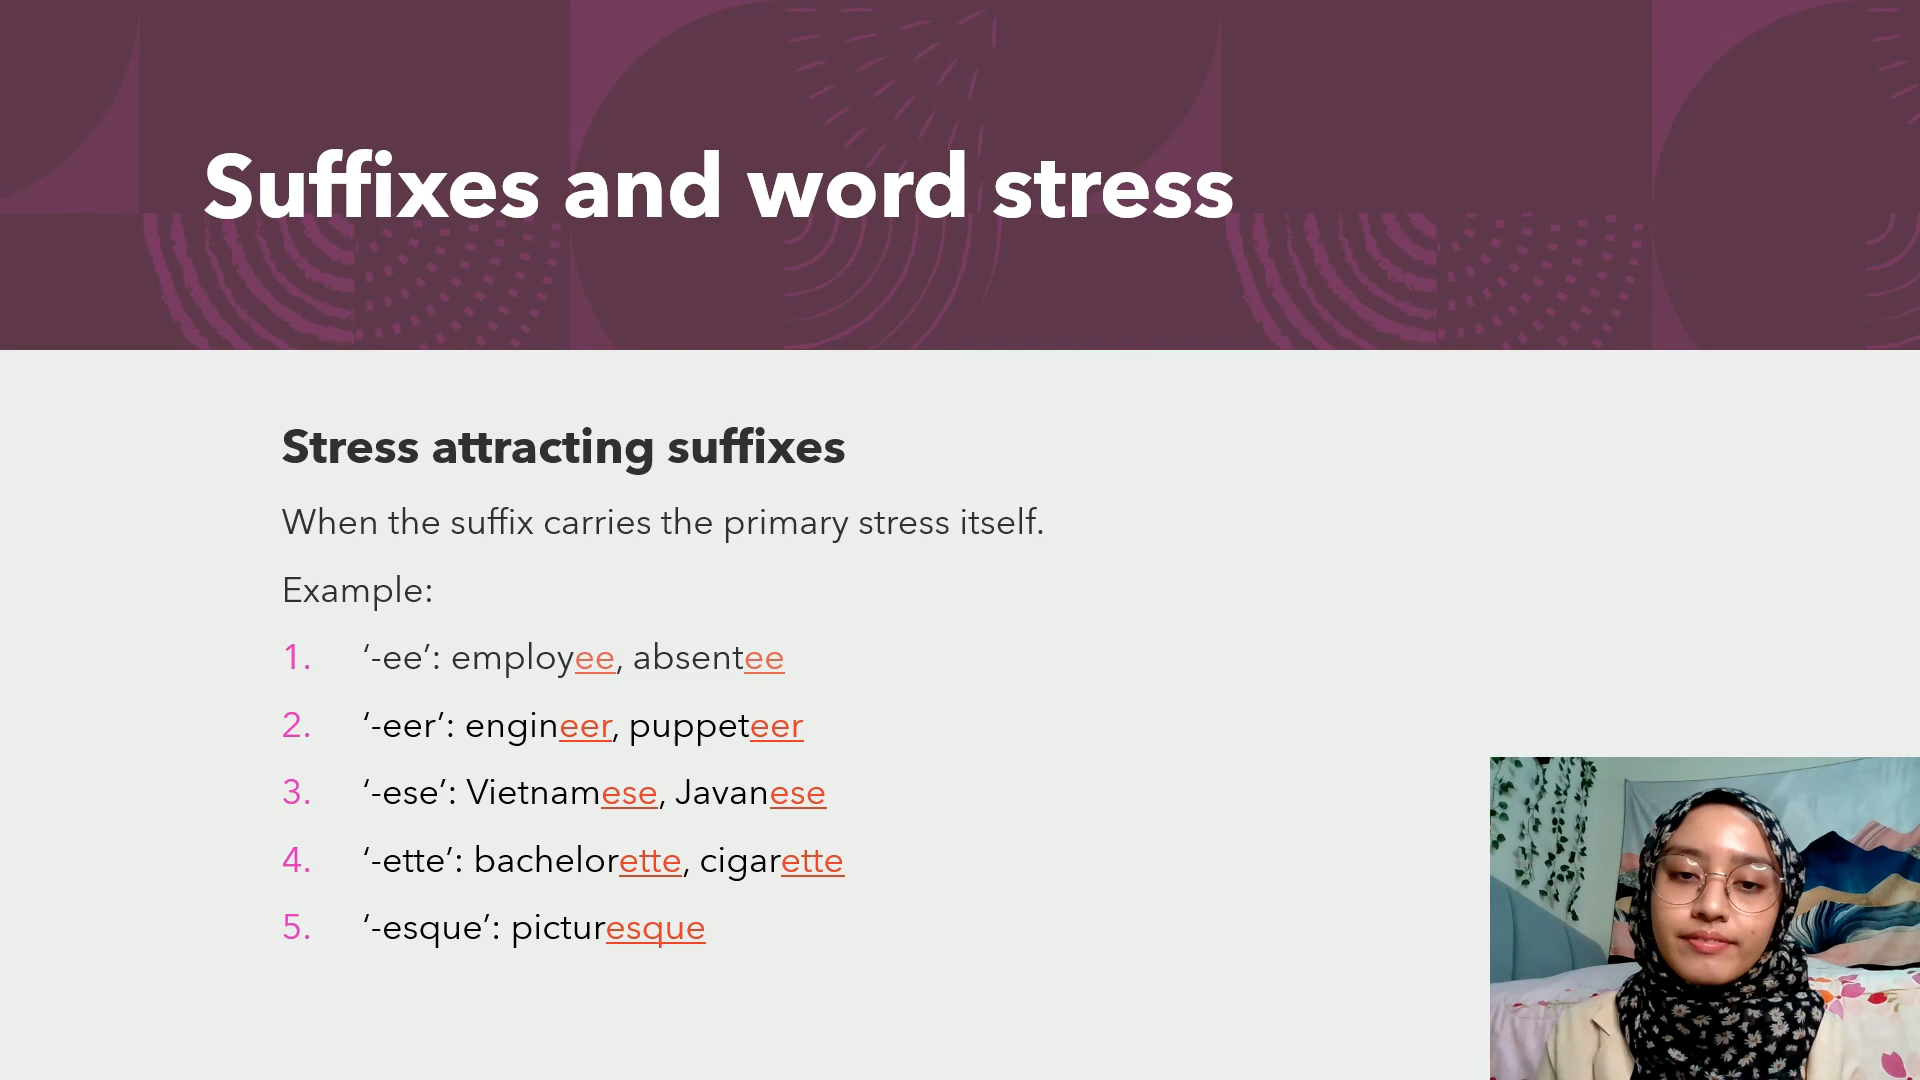 Suffixes and word stress
Stress attracting suffixes
When the suffix carries the primary stress itself.
Example:
1. ‘-ee’: employee, absentee
2. ‘-eer’: engineer, puppeteer
3. ‘-ese’: Vietnamese, Javanese
4. ‘-ette’: bachelorette, cigarette
5. ‘-esque’: picturesque